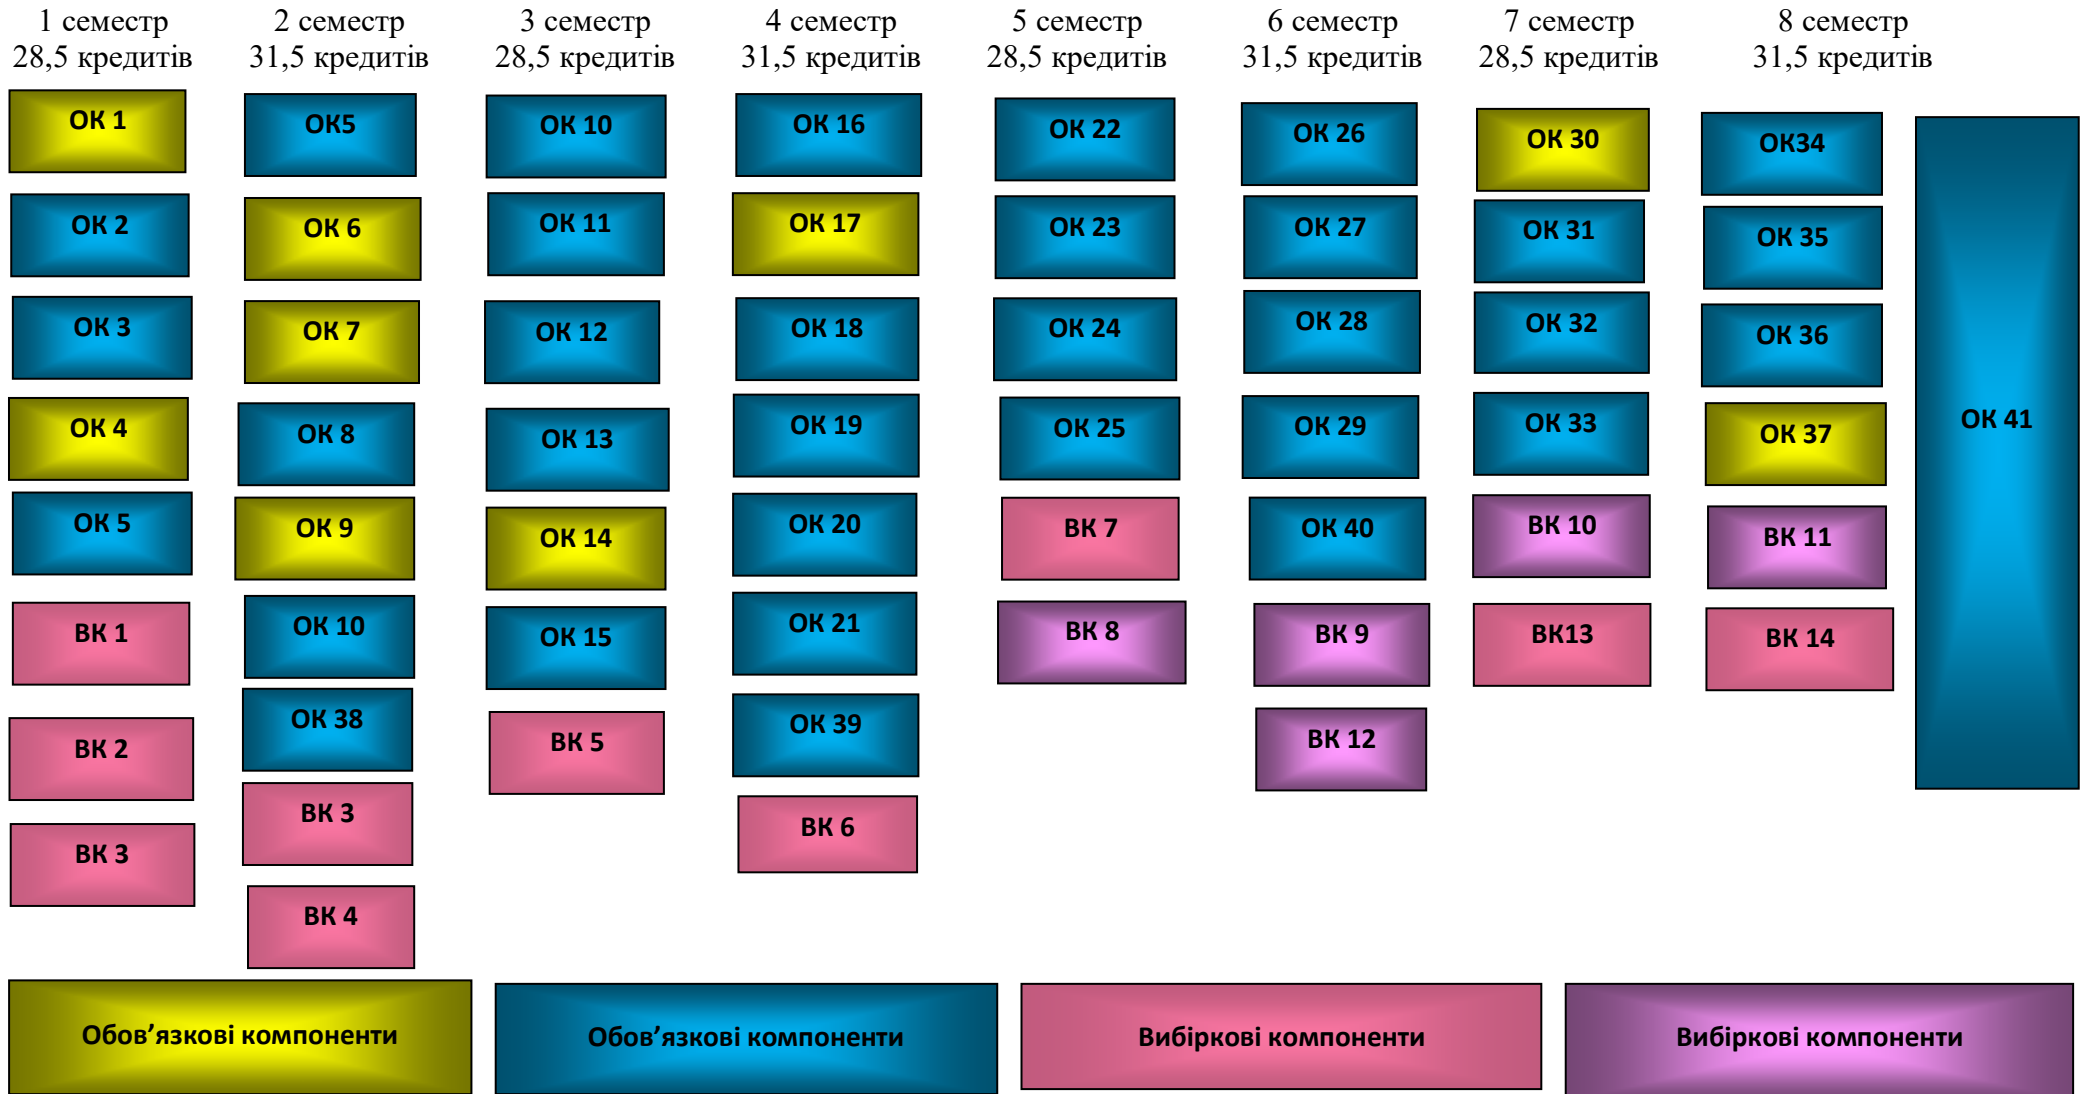 1 семестр
28,5 кредитів
2 семестр
31,5 кредитів
3 семестр
28,5 кредитів
4 семестр
31,5 кредитів
5 семестр
28,5 кредитів
6 семестр
31,5 кредитів
7 семестр
28,5 кредитів
8 семестр
31,5 кредитів
ОК 1
ОК 2
ОК 3
ОК 4
ОК 5
ВК 1
ВК 2
ВК 3
ОК5
ОК 6
ОК 7
ОК 8
ОК 9
ОК 10
ОК 38
ВК 3
ВК 4
ОК 10
ОК 11
ОК 12
ОК 13
ОК 14
ОК 15
ВК 5
ОК 16
ОК 17
ОК 18
ОК 19
ОК 20
ОК 21
ОК 39
ВК 6
ОК 22
ОК 23
ОК 24
ОК 25
ВК 7
ВК 8
ОК 26
ОК 27
ОК 28
ОК 29
ОК 40
ВК 9
ВК 12
ОК 30
ОК 31
ОК 32
ОК 33
ВК 10
ВК13
ОК34
ОК 35
ОК 36
ОК 37
ВК 11
ВК 14
ОК 41
Обов’язкові компоненти
Обов’язкові компоненти
Вибіркові компоненти
Вибіркові компоненти